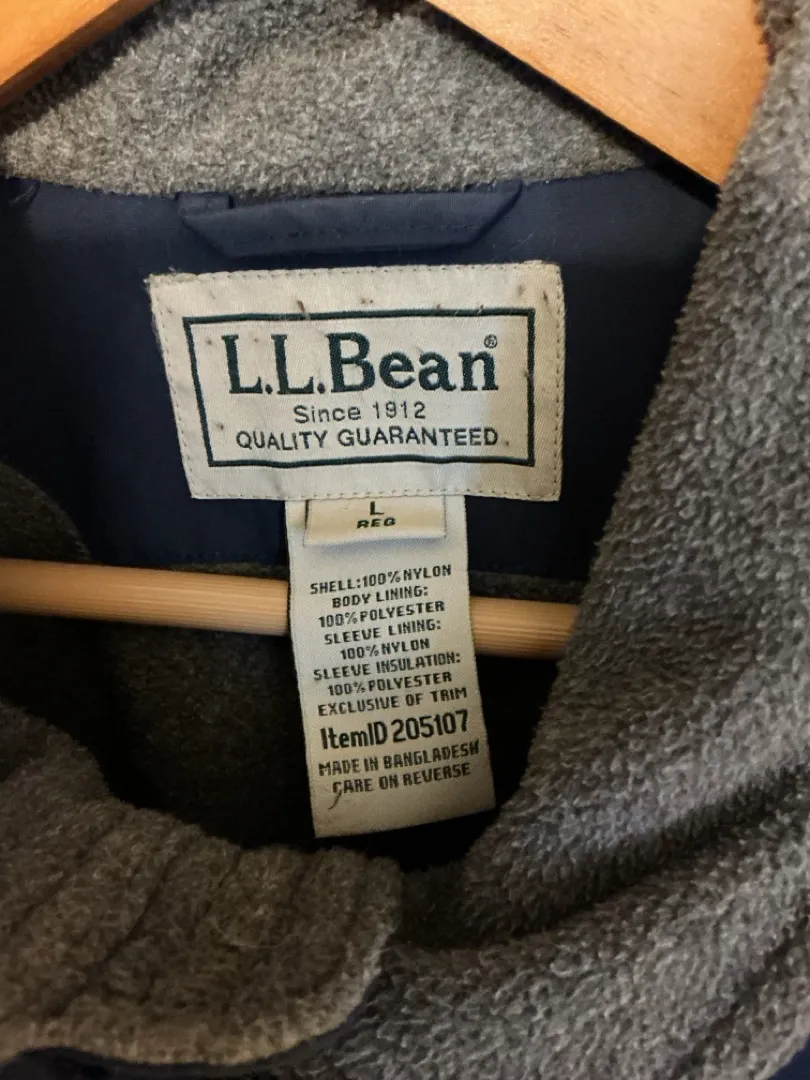 L.L.Bean®
Since 1912
QUALITY GUARANTEED
L
REG
SHELL:100% NYLON
BODY LINING:
100% POLYESTER
SLEEVE LINING:
100% NYLON
SLEEVE INSULATION:
100% POLYESTER
EXCLUSIVE OF TRIM
ItemID 205107
MADE IN BANGLADESH
CARE ON REVERSE